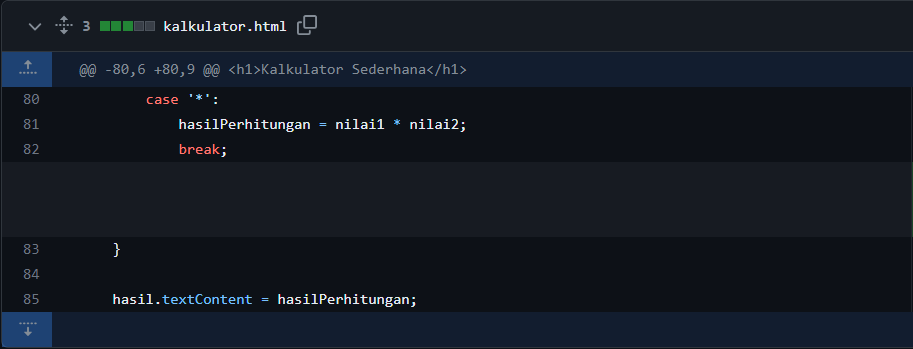 3 kalkulator.html
@@ -80,6 +80,9 @@ <h1>Kalkulator Sederhana</h1>
80 case '*':
81 hasilPerhitungan = nilai1 * nilai2;
82 break;
83 }
84
85 hasil.textContent = hasilPerhitungan;